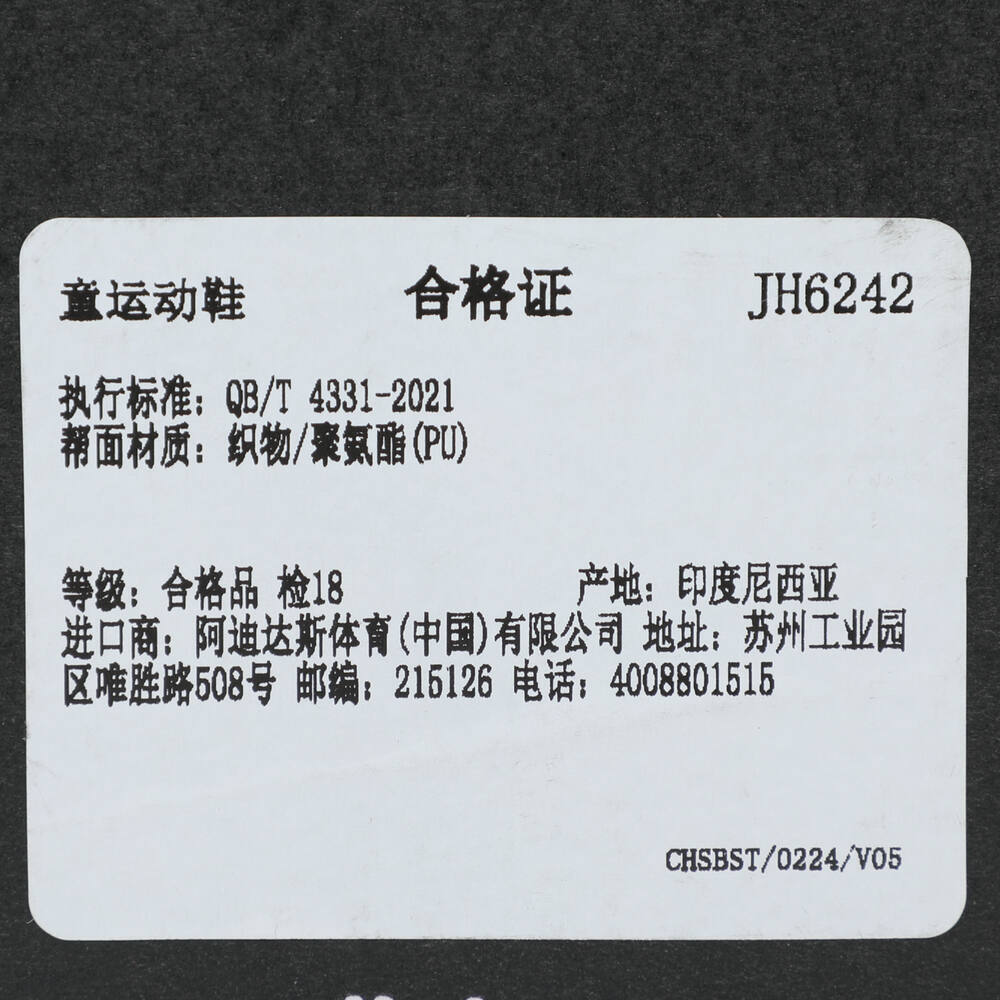 童运动鞋 合格证 JH6242
执行标准：QB/T 4331-2021
帮面材质：织物/聚氨酯(PU)
等级：合格品 检18 产地：印度尼西亚
进口商：阿迪达斯体育(中国)有限公司 地址：苏州工业园
区唯胜路508号 邮编：215126 电话：4008801515
CHSBST/0224/V05